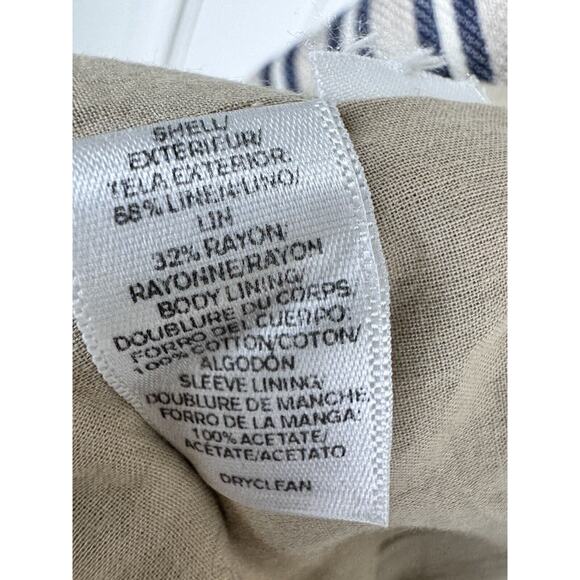 SHELL/
EXTERIEUR/
TELA EXTERIOR:
68% LINEN/LINO/
LIN
32% RAYON/
RAYONNE/RAYON
BODY LINING/
DOUBLURE DU CORPS/
FORRO DEL CUERPO:
100% COTTON/COTON/
ALGODÓN
SLEEVE LINING/
DOUBLURE DE MANCHE/
FORRO DE LA MANGA:
100% ACETATE/
ACÉTATE/ACETATO
DRYCLEAN